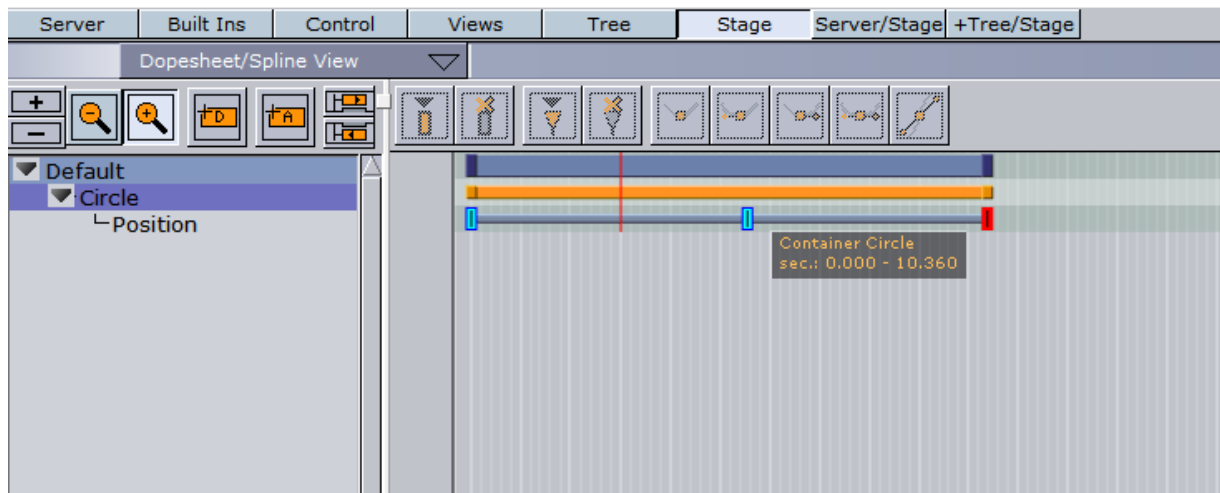 Server Built Ins Control Views Tree Stage Server/Stage +Tree/Stage
Dopesheet/Spline View
+ D A
-
Default
Circle
Position
Container Circle
sec.: 0.000 - 10.360